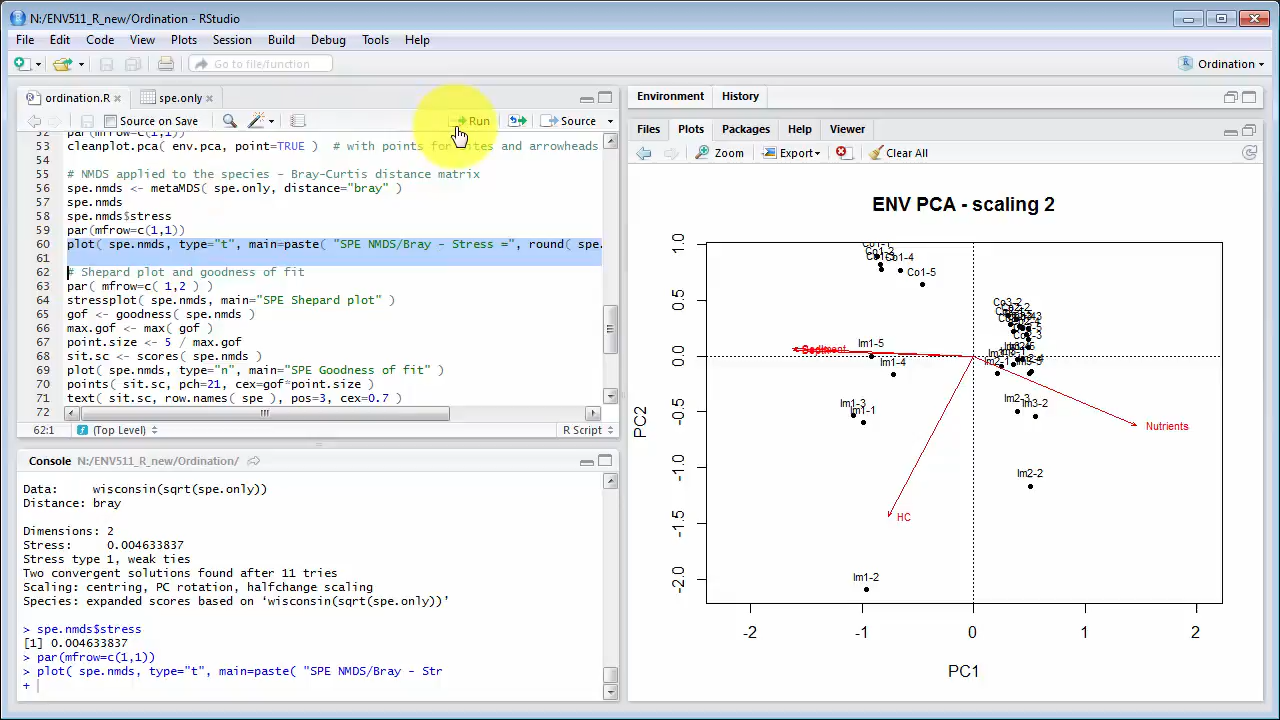 N:/ENV511_R_new/Ordination - RStudio
File Edit Code View Plots Session Build Debug Tools Help
Go to file/function
Ordination
ordination.R
spe.only
Source on Save
Run
Source
53 cleanplot.pca( env.pca, point=TRUE ) # with points for sites and arrowheads
54
55 # NMDS applied to the species - Bray-Curtis distance matrix
56 spe.nmds <- metaMDS( spe.only, distance="bray" )
57 spe.nmds
58 spe.nmds$stress
59 par(mfrow=c(1,1))
60 plot( spe.nmds, type="t", main=paste( "SPE NMDS/Bray - Stress =", round( spe.
61
62 # Shepard plot and goodness of fit
63 par( mfrow=c( 1,2 ) )
64 stressplot( spe.nmds, main="SPE Shepard plot" )
65 gof <- goodness( spe.nmds )
66 max.gof <- max( gof )
67 point.size <- 5 / max.gof
68 sit.sc <- scores( spe.nmds )
69 plot( spe.nmds, type="n", main="SPE Goodness of fit" )
70 points( sit.sc, pch=21, cex=gof*point.size )
71 text( sit.sc, row.names( spe ), pos=3, cex=0.7 )
72
62:1 (Top Level) R Script
Console N:/ENV511_R_new/Ordination/
Data: wisconsin(sqrt(spe.only))
Distance: bray
Dimensions: 2
Stress: 0.004633837
Stress type 1, weak ties
Two convergent solutions found after 11 tries
Scaling: centring, PC rotation, halfchange scaling
Species: expanded scores based on ‘wisconsin(sqrt(spe.only))’
> spe.nmds$stress
[1] 0.004633837
> par(mfrow=c(1,1))
> plot( spe.nmds, type="t", main=paste( "SPE NMDS/Bray - Str
+
Environment History
Files Plots Packages Help Viewer
Zoom Export Clear All
ENV PCA - scaling 2
PC2
1.0
0.5
0.0
-0.5
-1.0
-1.5
-2.0
Co1-4
Co1-5
Co3-2
Im1-5
Im1-4
Im1-3
Im1-1
Im2-3
Im3-2
Nutrients
Im2-2
HC
Im1-2
-2 -1 0 1 2
PC1